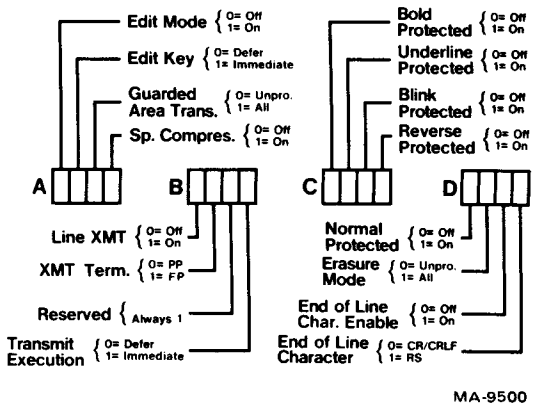 Edit Mode { 0= Off
1= On
Edit Key { 0= Defer
1= Immediate
Guarded
Area Trans. { 0= Unpro.
1= All
Sp. Compres. { 0= Off
1= On
Bold
Protected { 0= Off
1= On
Underline
Protected { 0= Off
1= On
Blink
Protected { 0= Off
1= On
Reverse
Protected { 0= Off
1= On
A
B
C
D
Line XMT { 0= Off
1= On
XMT Term. { 0= PP
1= FP
Reserved { Always 1
Transmit
Execution { 0= Defer
1= Immediate
Normal
Protected { 0= Off
1= On
Erasure
Mode { 0= Unpro.
1= All
End of Line
Char. Enable { 0= Off
1= On
End of Line
Character { 0= CR/CRLF
1= RS
MA-9500